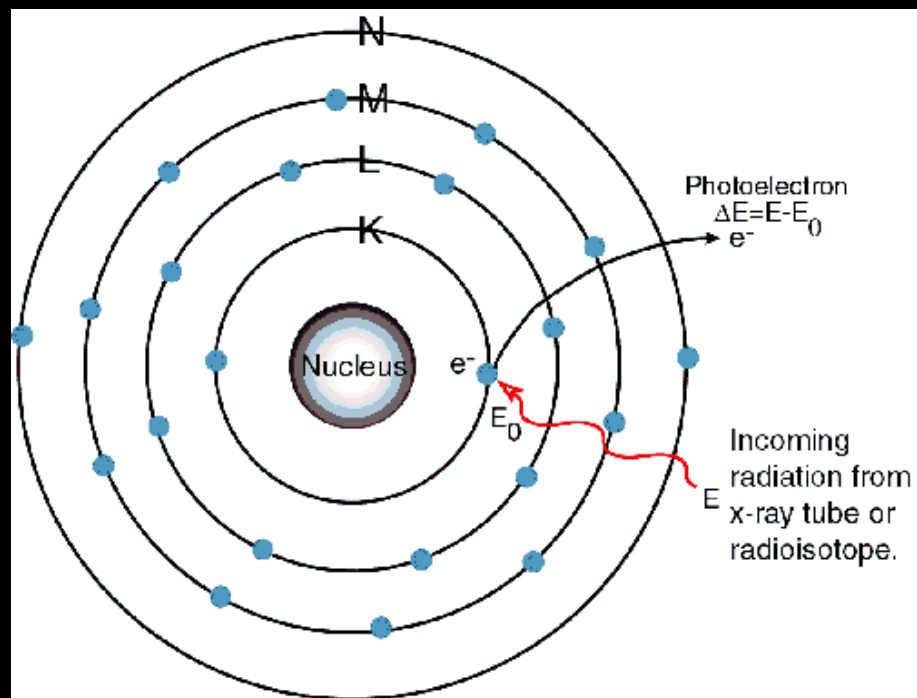 N
M
L
K
Photoelectron
ΔE=E-E₀
e⁻
Nucleus
e⁻
E₀
E
Incoming
radiation from
x-ray tube or
radioisotope.